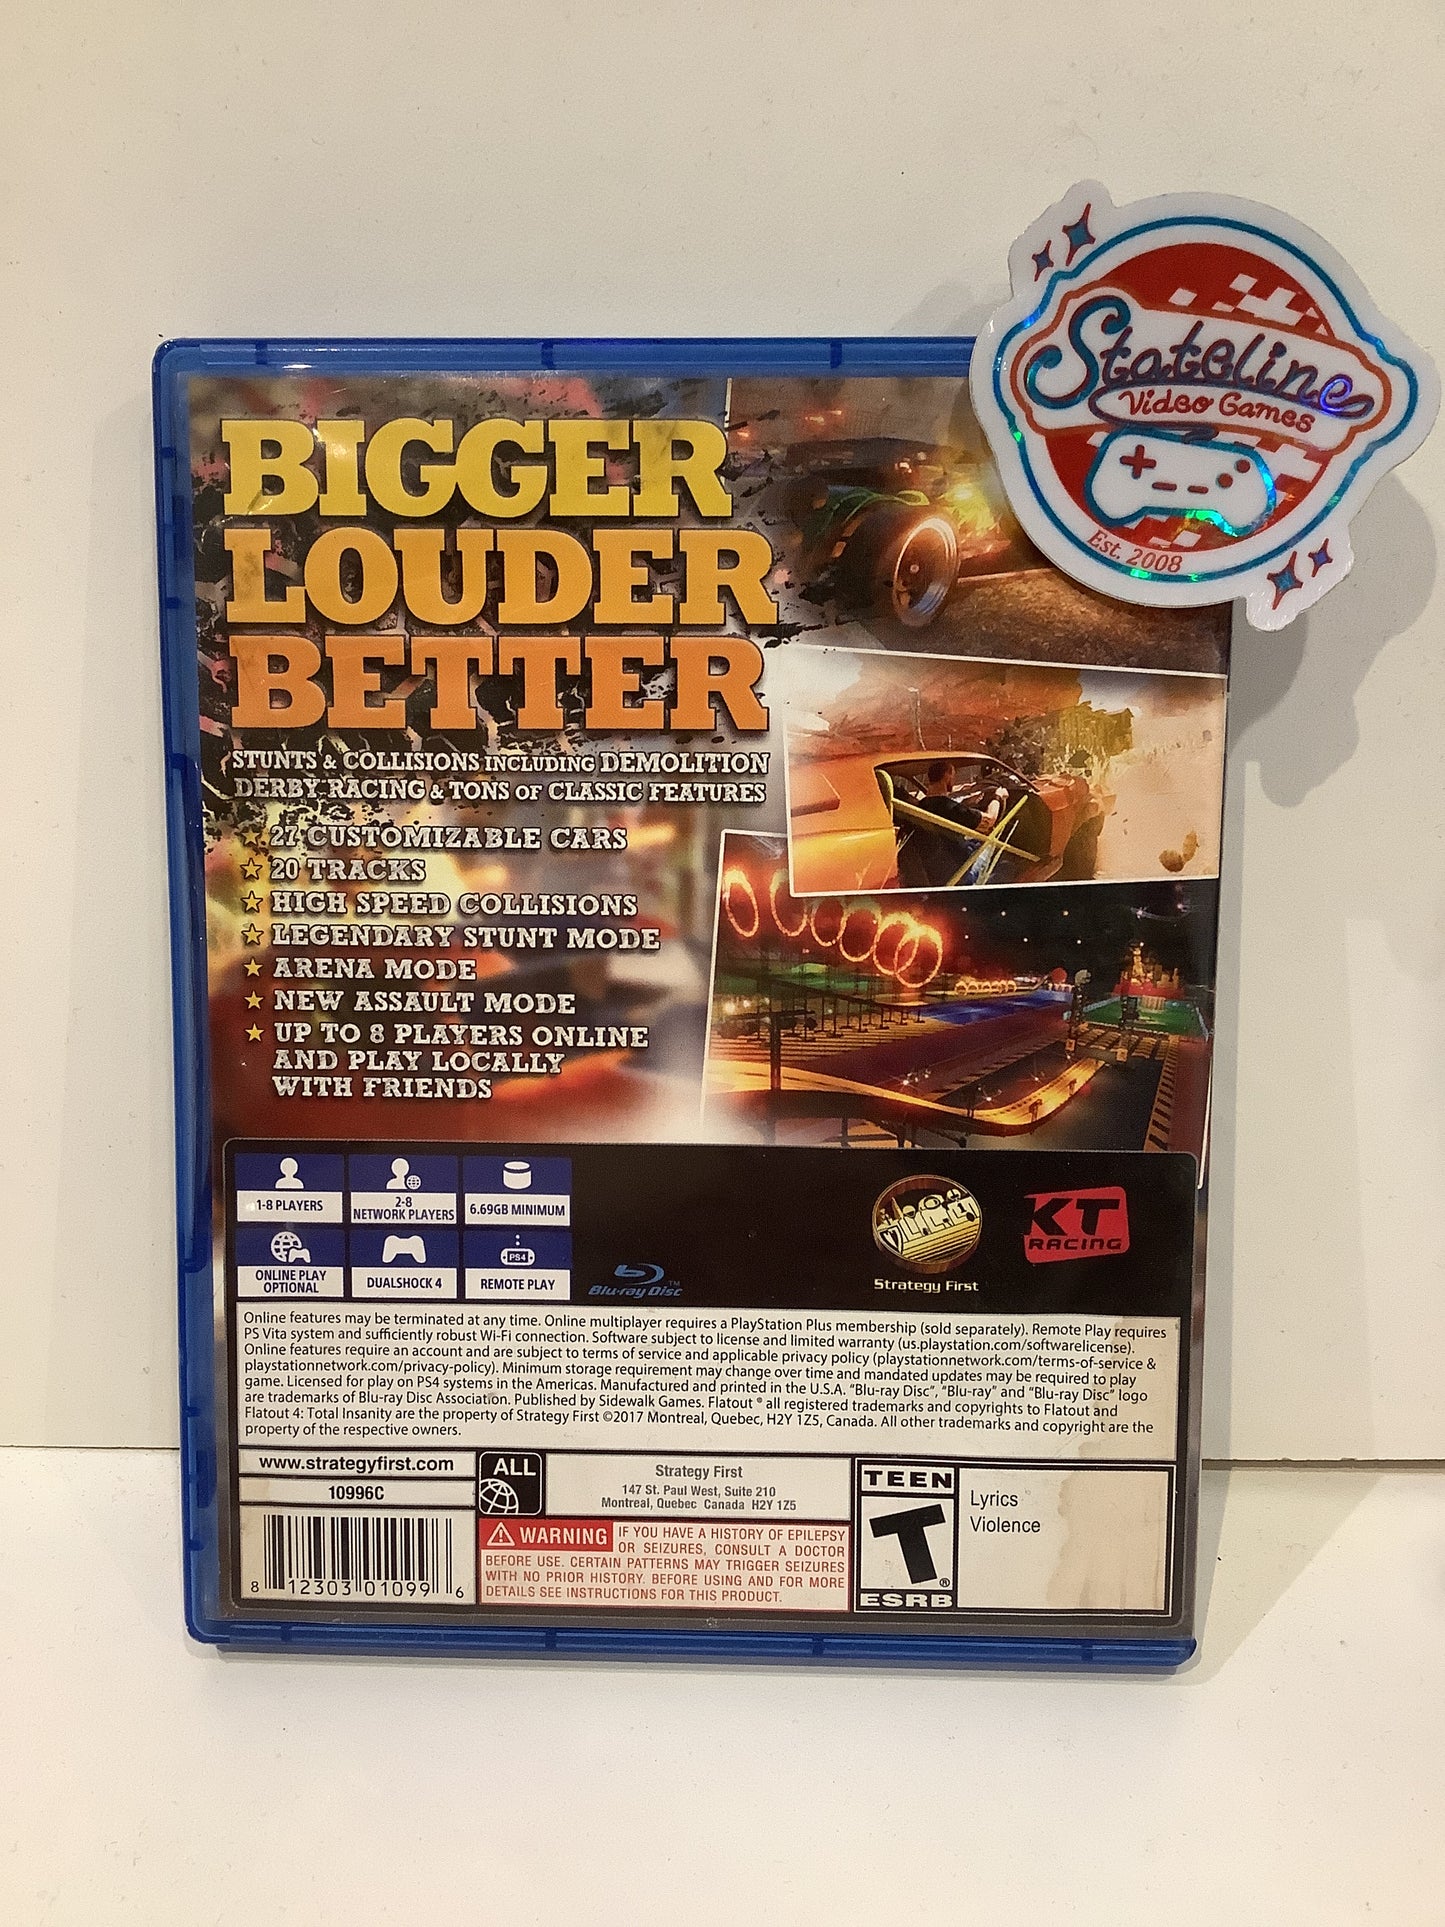 Stateline
Video Games
Est. 2008
BIGGER
LOUDER
BETTER
STUNTS & COLLISIONS INCLUDING DEMOLITION
DERBY RACING & TONS OF CLASSIC FEATURES
27 CUSTOMIZABLE CARS
20 TRACKS
HIGH SPEED COLLISIONS
LEGENDARY STUNT MODE
ARENA MODE
NEW ASSAULT MODE
UP TO 8 PLAYERS ONLINE
AND PLAY LOCALLY
WITH FRIENDS
1-8 PLAYERS
2-8
NETWORK PLAYERS
6.69GB MINIMUM
ONLINE PLAY
OPTIONAL
DUALSHOCK 4
PS4
REMOTE PLAY
Blu-ray Disc™
Strategy First
KT
RACING
Online features may be terminated at any time. Online multiplayer requires a PlayStation Plus membership (sold separately). Remote Play requires
PS Vita system and sufficiently robust Wi-Fi connection. Software subject to license and limited warranty (us.playstation.com/softwarelicense).
Online features require an account and are subject to terms of service and applicable privacy policy (playstationnetwork.com/terms-of-service &
playstationnetwork.com/privacy-policy). Minimum storage requirement may change over time and mandated updates may be required to play
game. Licensed for play on PS4 systems in the Americas. Manufactured and printed in the U.S.A. "Blu-ray Disc", "Blu-ray" and "Blu-ray Disc" logo
are trademarks of Blu-ray Disc Association. Published by Sidewalk Games. Flatout ® all registered trademarks and copyrights to Flatout and
Flatout 4: Total Insanity are the property of Strategy First ©2017 Montreal, Quebec, H2Y 1Z5, Canada. All other trademarks and copyright are the
property of the respective owners.
www.strategyfirst.com
10996C
8 12303 01099 6
ALL
Strategy First
147 St. Paul West, Suite 210
Montreal, Quebec Canada H2Y 1Z5
WARNING IF YOU HAVE A HISTORY OF EPILEPSY
OR SEIZURES, CONSULT A DOCTOR
BEFORE USE. CERTAIN PATTERNS MAY TRIGGER SEIZURES
WITH NO PRIOR HISTORY. BEFORE USING AND FOR MORE
DETAILS SEE INSTRUCTIONS FOR THIS PRODUCT.
TEEN
T
®
ESRB
Lyrics
Violence